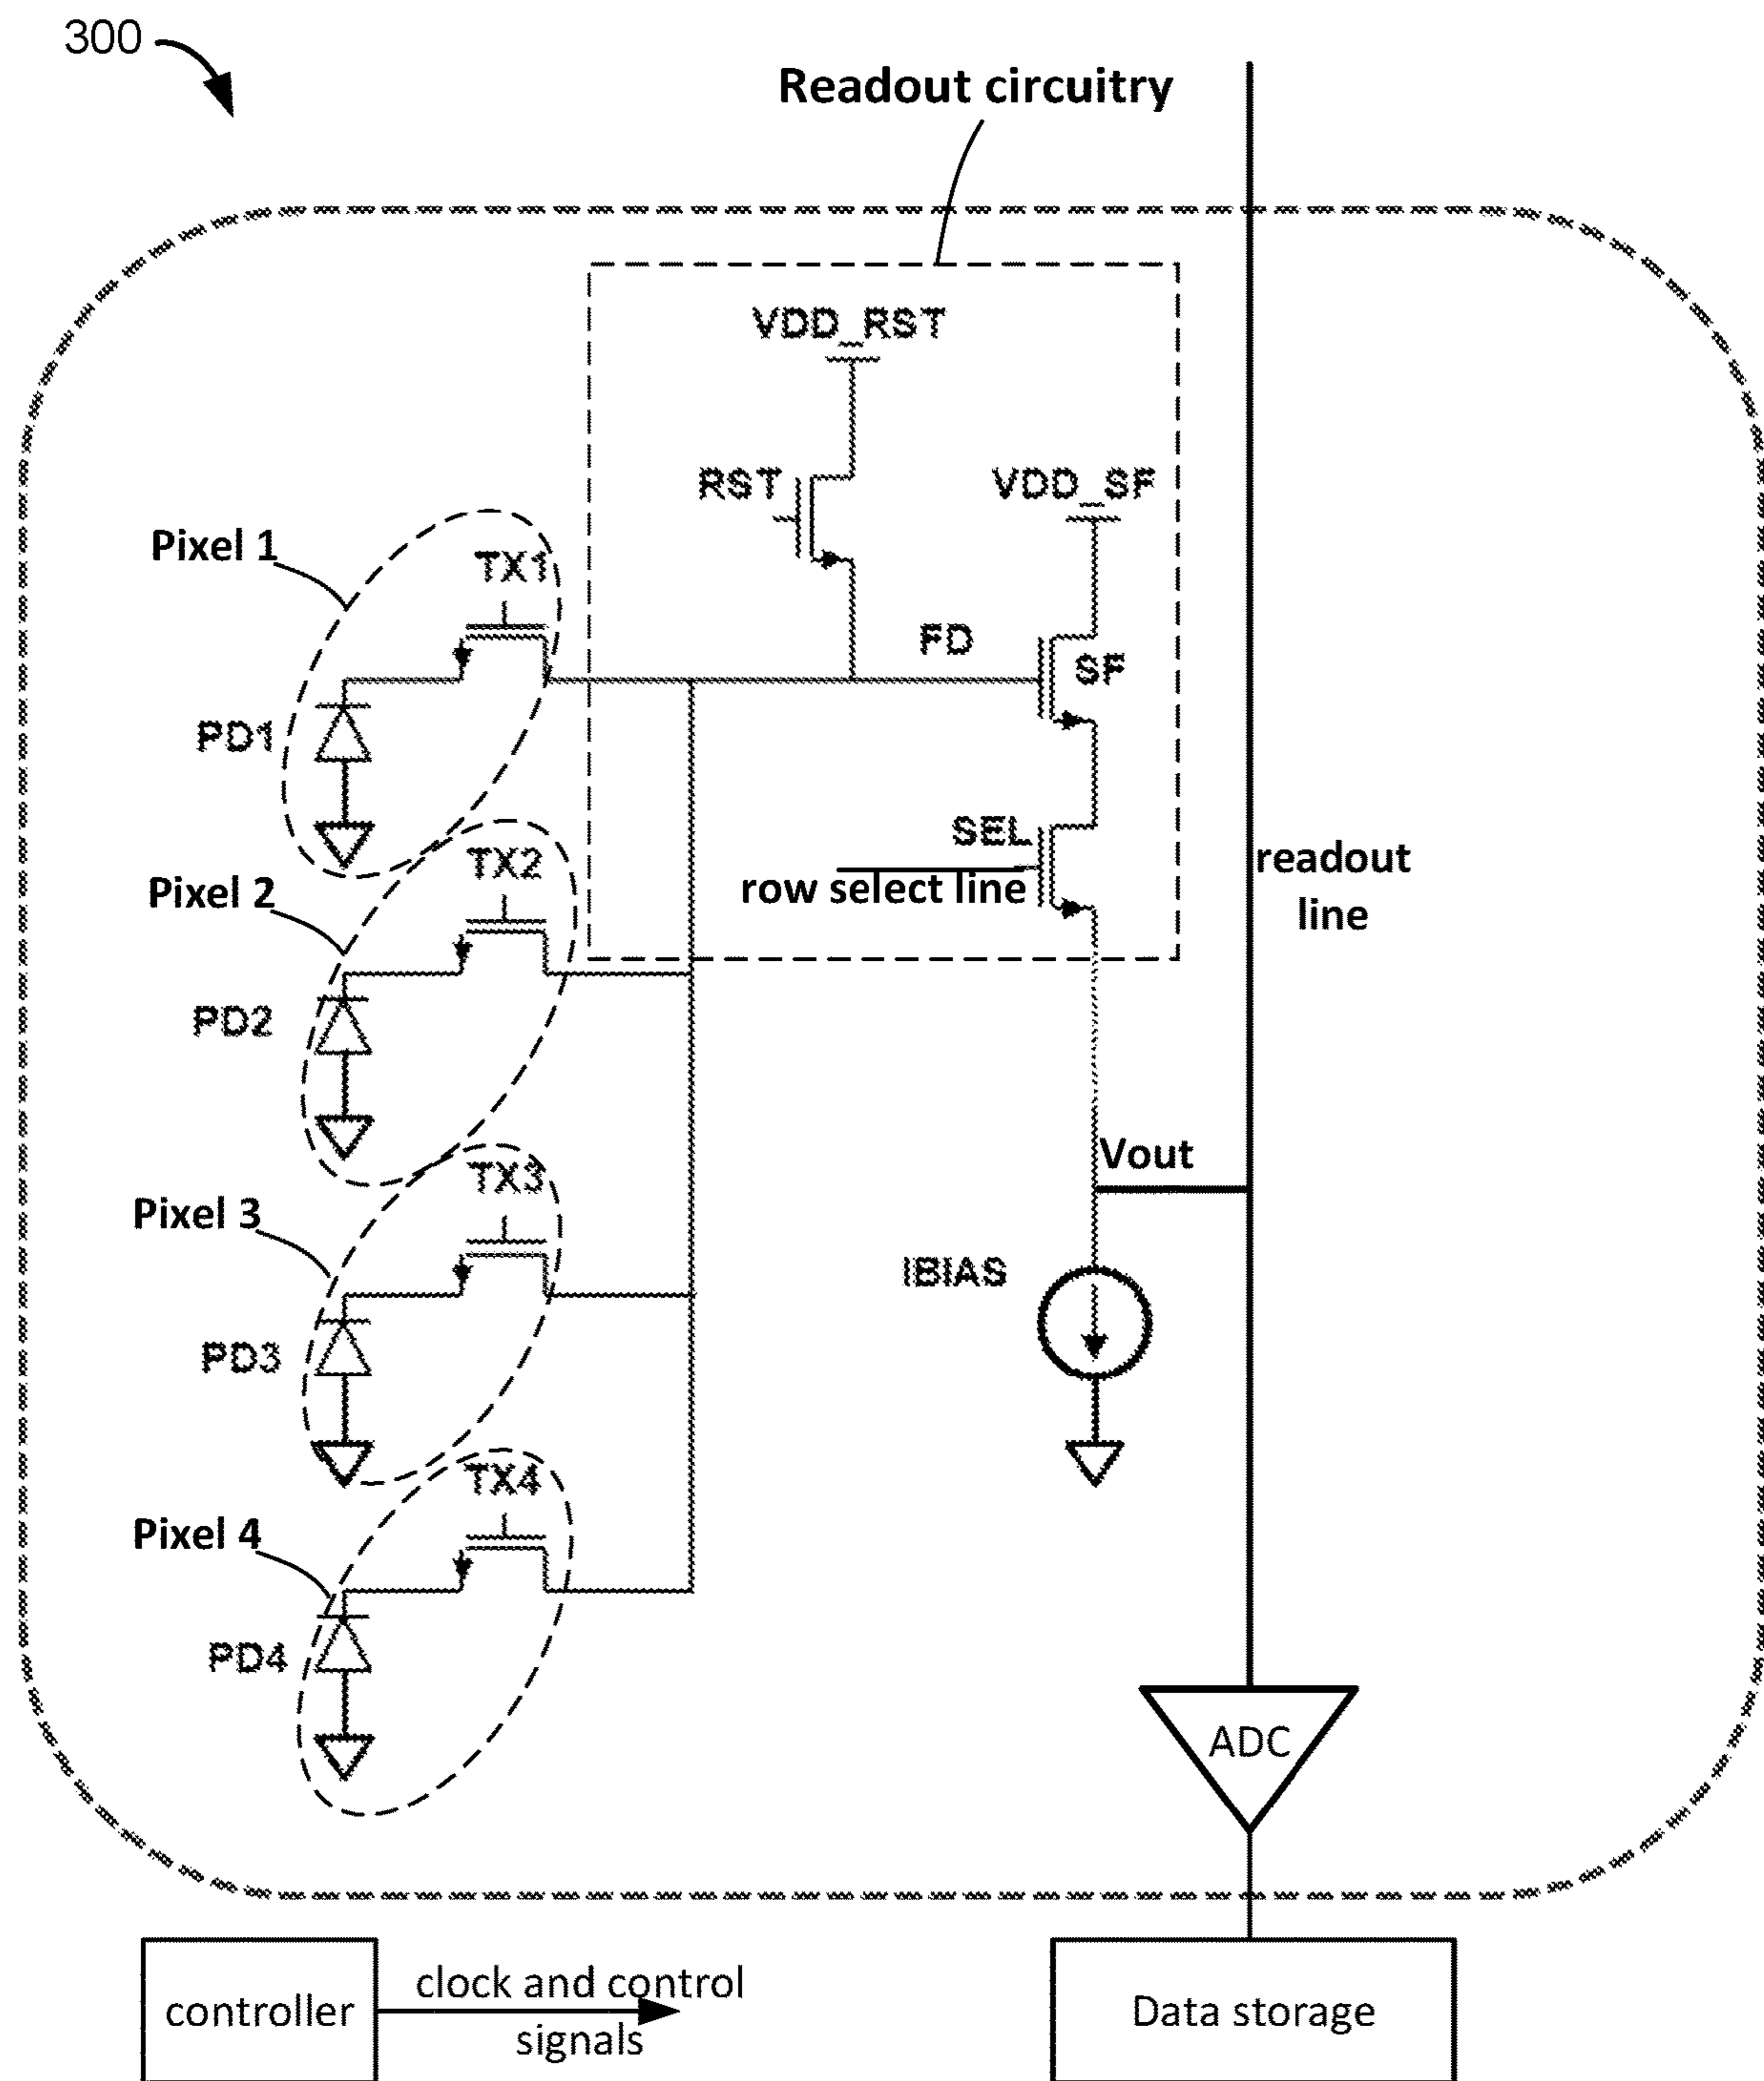 300
Readout circuitry
VDD_RST
RST
VDD_SF
Pixel 1
TX1
FD
SF
PD1
SEL
row select line
readout
line
Pixel 2
TX2
PD2
Vout
Pixel 3
TX3
IBIAS
PD3
Pixel 4
TX4
PD4
ADC
controller
clock and control
signals
Data storage